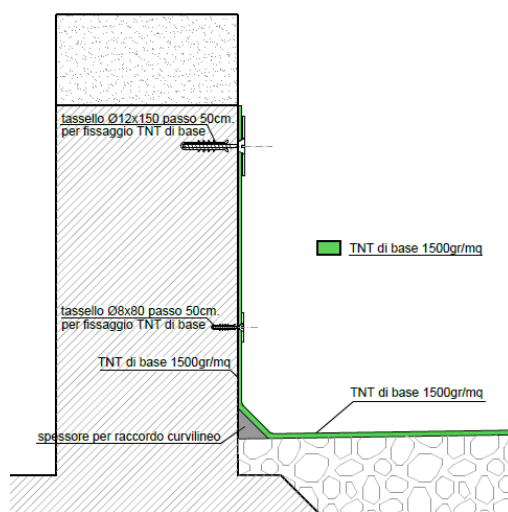 tassello Ø12x150 passo 50cm.
per fissaggio TNT di base
TNT di base 1500gr/mq
tassello Ø8x80 passo 50cm.
per fissaggio TNT di base
TNT di base 1500gr/mq
TNT di base 1500gr/mq
spessore per raccordo curvilineo